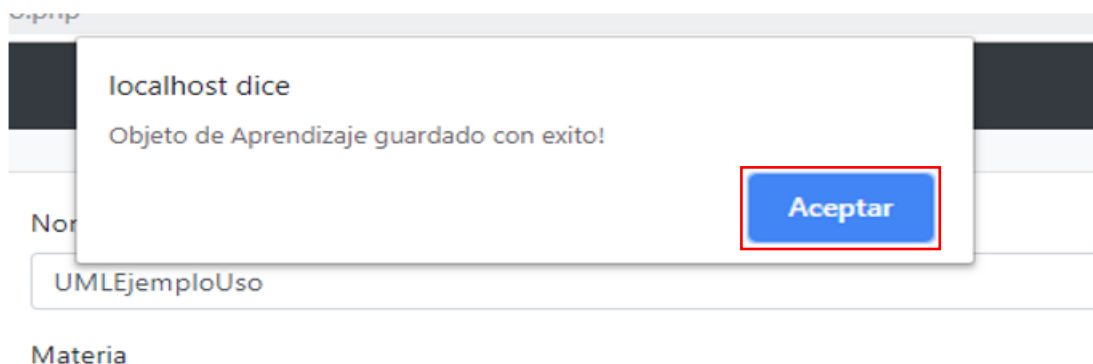 localhost dice
Objeto de Aprendizaje guardado con exito!
Aceptar
UMLEjemploUso
Materia